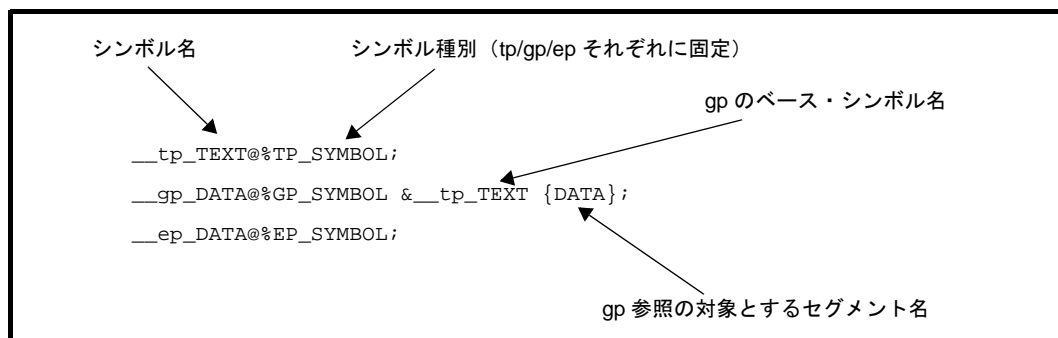 シンボル名
シンボル種別（tp/gp/ep それぞれに固定）
gp のベース・シンボル名
__tp_TEXT@%TP_SYMBOL;
__gp_DATA@%GP_SYMBOL &__tp_TEXT {DATA};
__ep_DATA@%EP_SYMBOL;
gp 参照の対象とするセグメント名